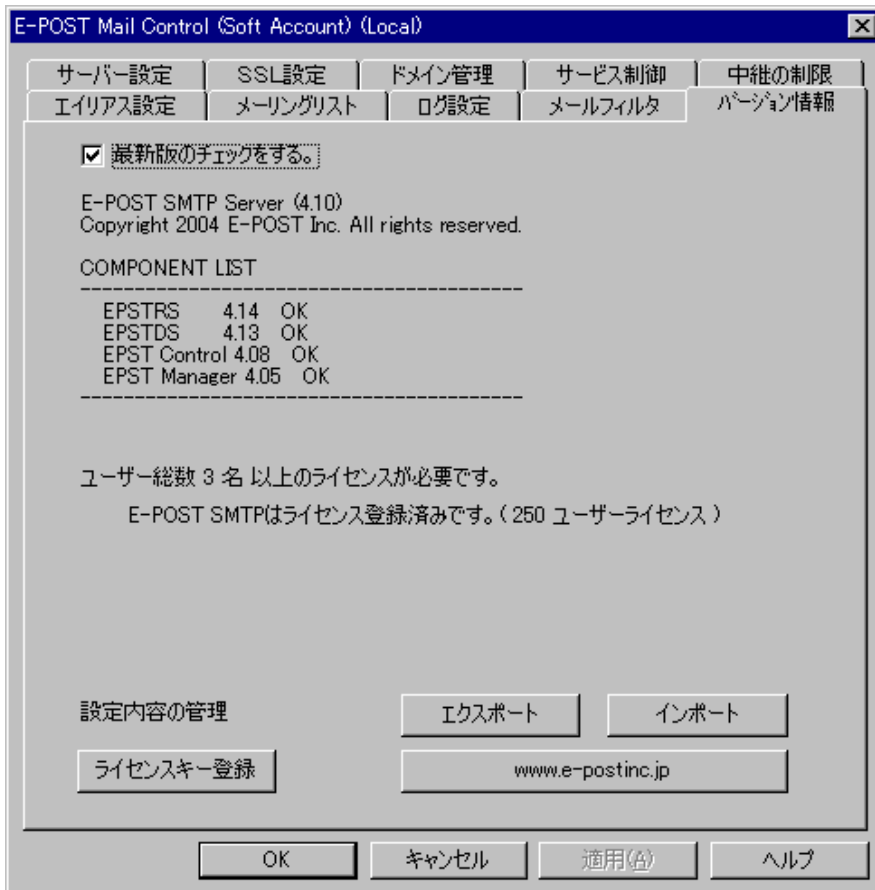 E-POST Mail Control (Soft Account) (Local)
サーバー設定 SSL設定 ドメイン管理 サービス制御 中継の制限
エイリアス設定 メーリングリスト ログ設定 メールフィルタ バージョン情報
最新版のチェックをする。
E-POST SMTP Server (4.10)
Copyright 2004 E-POST Inc. All rights reserved.
COMPONENT LIST
-----------------------------------------
EPSTRS 4.14 OK
EPSTDS 4.13 OK
EPST Control 4.08 OK
EPST Manager 4.05 OK
-----------------------------------------
ユーザー総数 3 名 以上のライセンスが必要です。
E-POST SMTPはライセンス登録済みです。( 250 ユーザーライセンス )
設定内容の管理 エクスポート インポート
ライセンスキー登録 www.e-postinc.jp
OK キャンセル 適用(A) ヘルプ